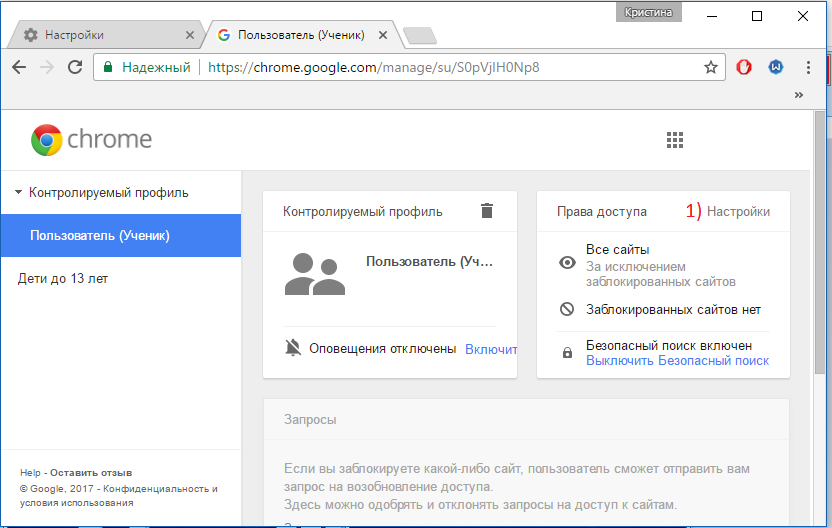 Кристина
Настройки
Пользователь (Ученик)
Надежный
https://chrome.google.com/manage/su/S0pVjIH0Np8
»
chrome
Контролируемый профиль
Пользователь (Ученик)
Дети до 13 лет
Help - Оставить отзыв
© Google, 2017 - Конфиденциальность и
условия использования
Контролируемый профиль
Пользователь (Уч...
Оповещения отключены Включит
Права доступа 1) Настройки
Все сайты
За исключением
заблокированных сайтов
Заблокированных сайтов нет
Безопасный поиск включен
Выключить Безопасный поиск
Запросы
Если вы заблокируете какой-либо сайт, пользователь сможет отправить вам
запрос на возобновление доступа.
Здесь можно одобрять и отклонять запросы на доступ к сайтам.